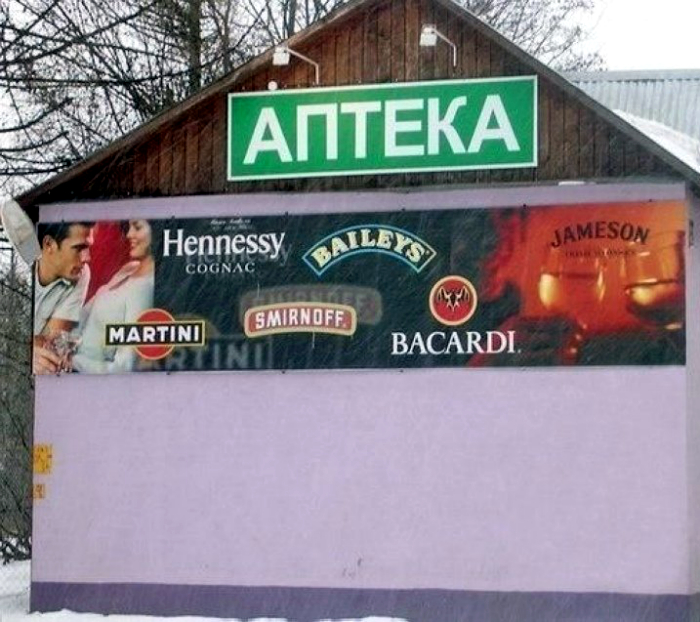 АПТЕКА
Hennessy
COGNAC
BAILEYS
JAMESON
MARTINI
SMIRNOFF
BACARDI